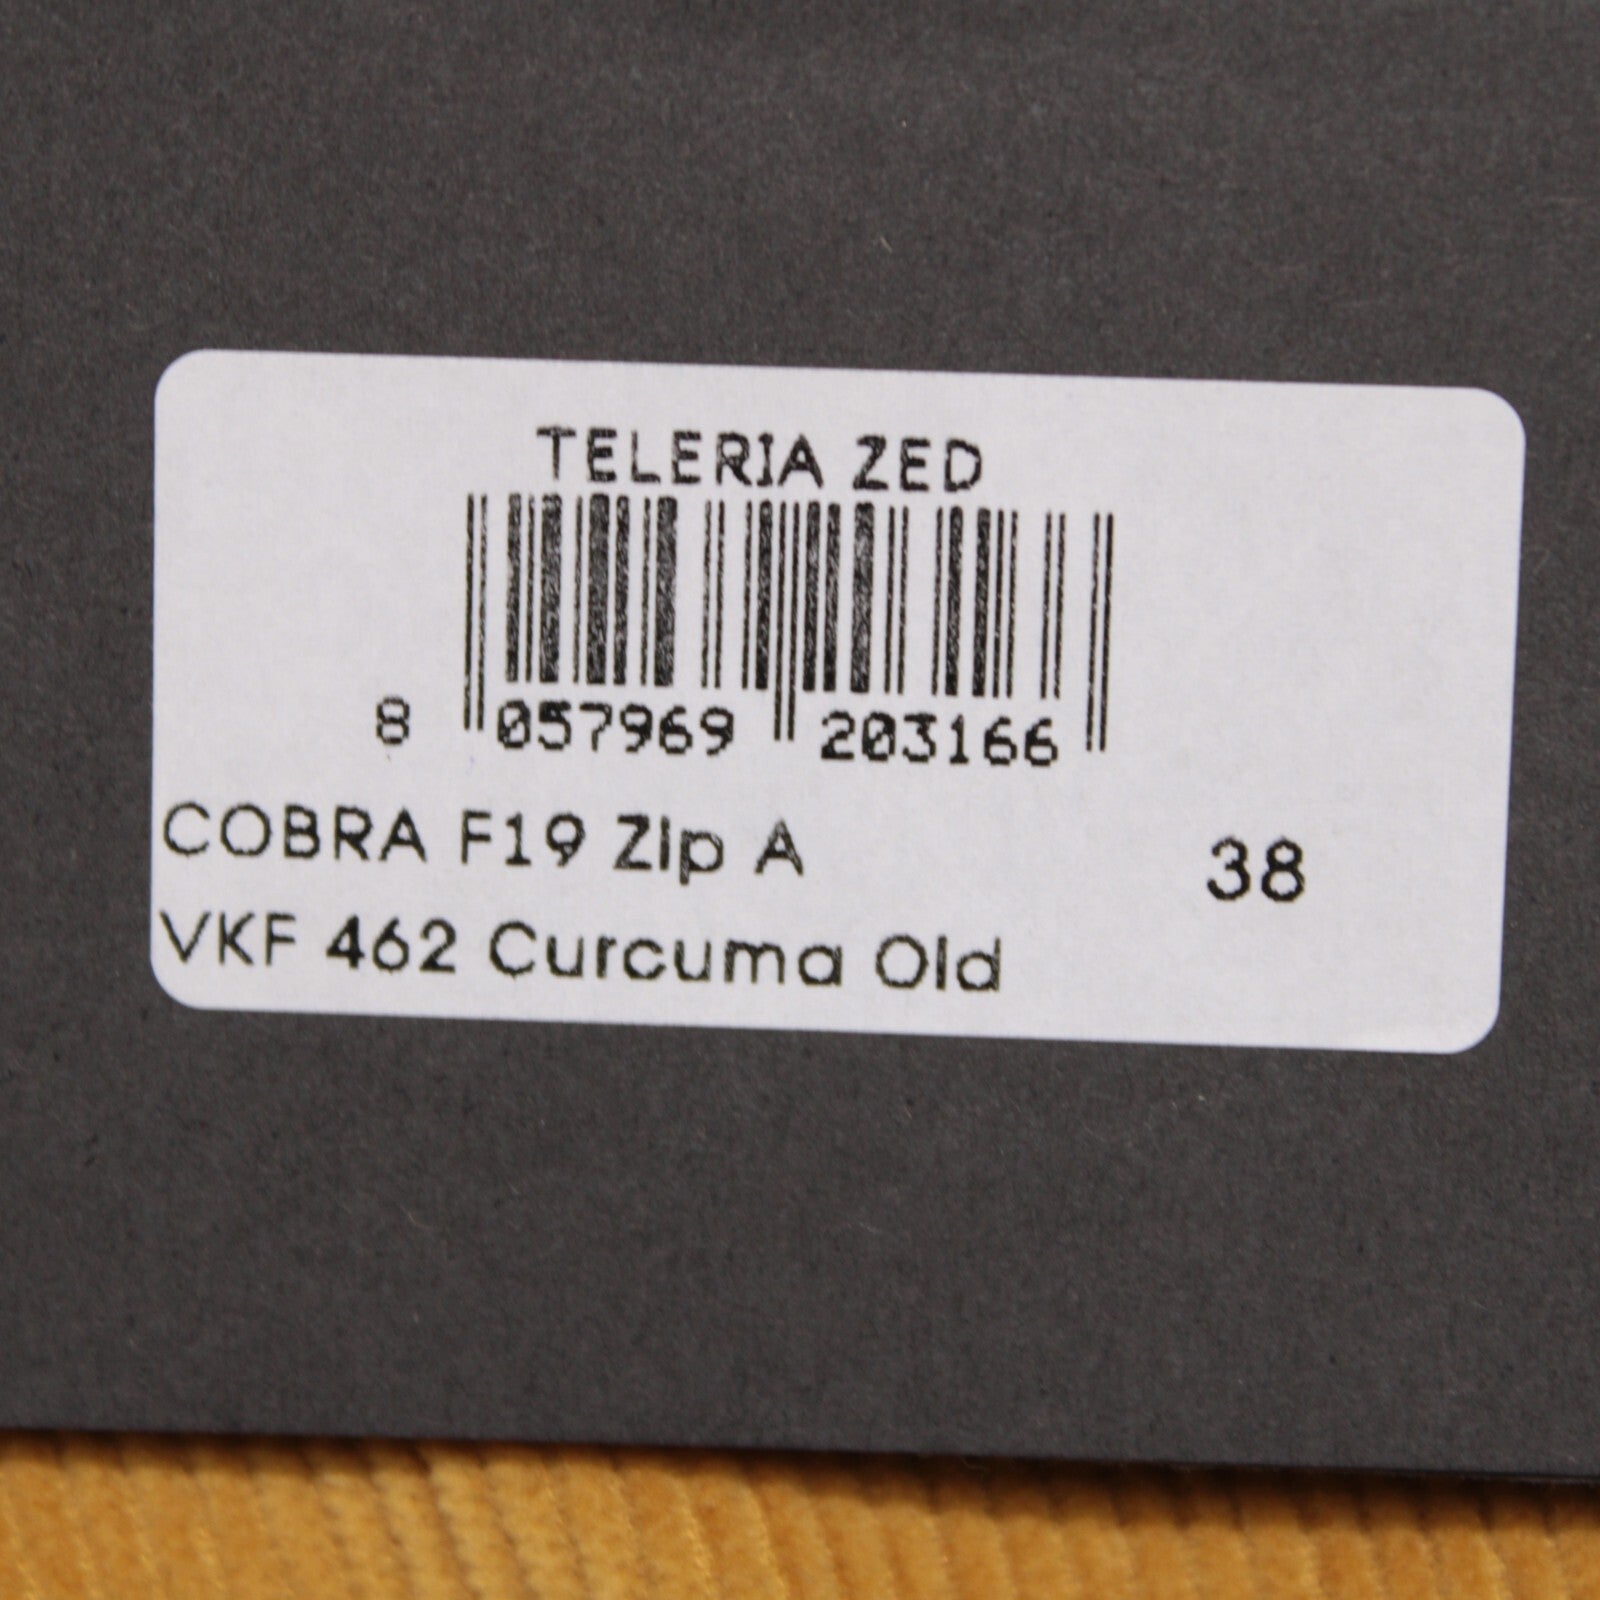 TELERIA ZED
8 057969 203166
COBRA F19 Zip A 38
VKF 462 Curcuma Old